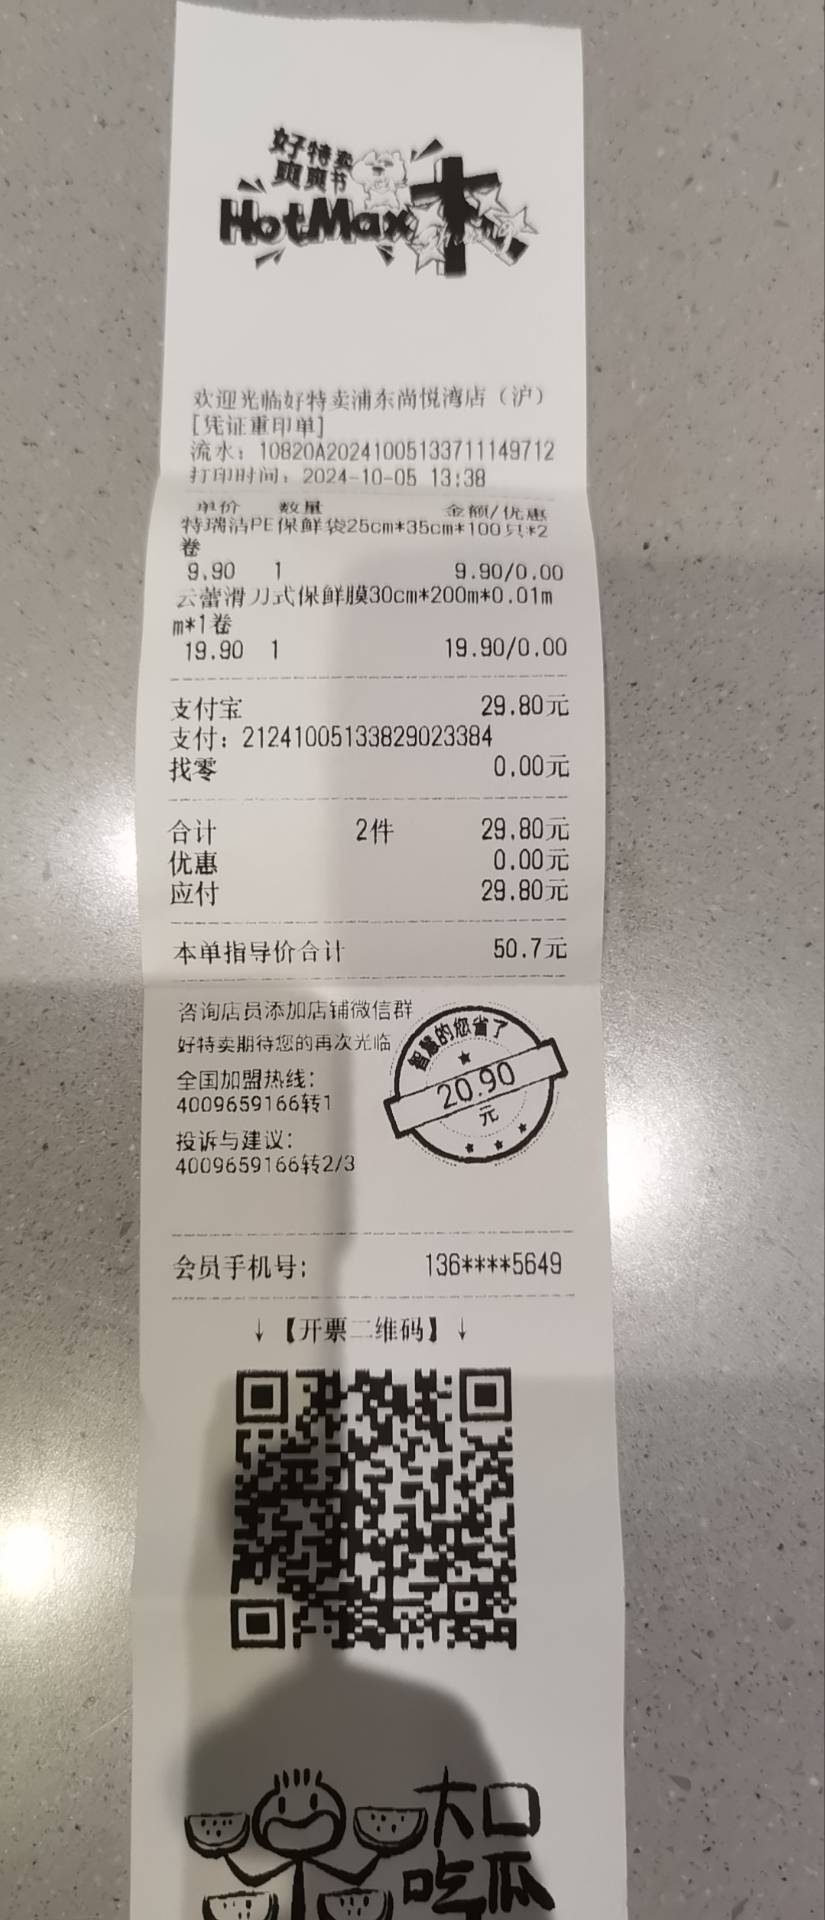 好特卖
爽爽节
HotMax
欢迎光临好特卖浦东尚悦湾店（沪）
[凭证重印单]
流水：10820A20241005133711149712
打印时间：2024-10-05 13:38
单价 数量 金额/优惠
特瑞洁PE保鲜袋25cm*35cm*100只*2
卷
9.90 1 9.90/0.00
云蕾滑刀式保鲜膜30cm*200m*0.01m
m*1卷
19.90 1 19.90/0.00
支付宝 29.80元
支付：21241005133829023384
找零 0.00元
合计 2件 29.80元
优惠 0.00元
应付 29.80元
本单指导价合计 50.7元
咨询店员添加店铺微信群
好特卖期待您的再次光临
全国加盟热线：
4009659166转1
投诉与建议：
4009659166转2/3
智慧的您省了
20.90
元
会员手机号： 136****5649
↓【开票二维码】↓
大口
吃瓜